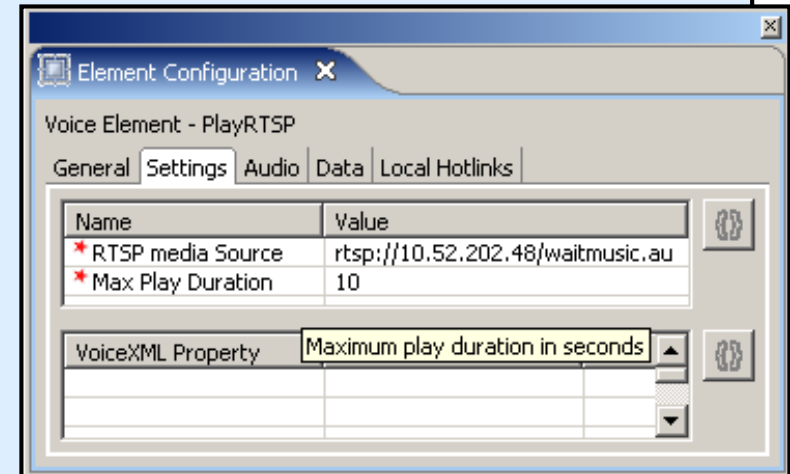 Element Configuration
Voice Element - PlayRTSP
General Settings Audio Data Local Hotlinks
Name Value
*RTSP media Source rtsp://10.52.202.48/waitmusic.au
*Max Play Duration 10
Maximum play duration in seconds
VoiceXML Property